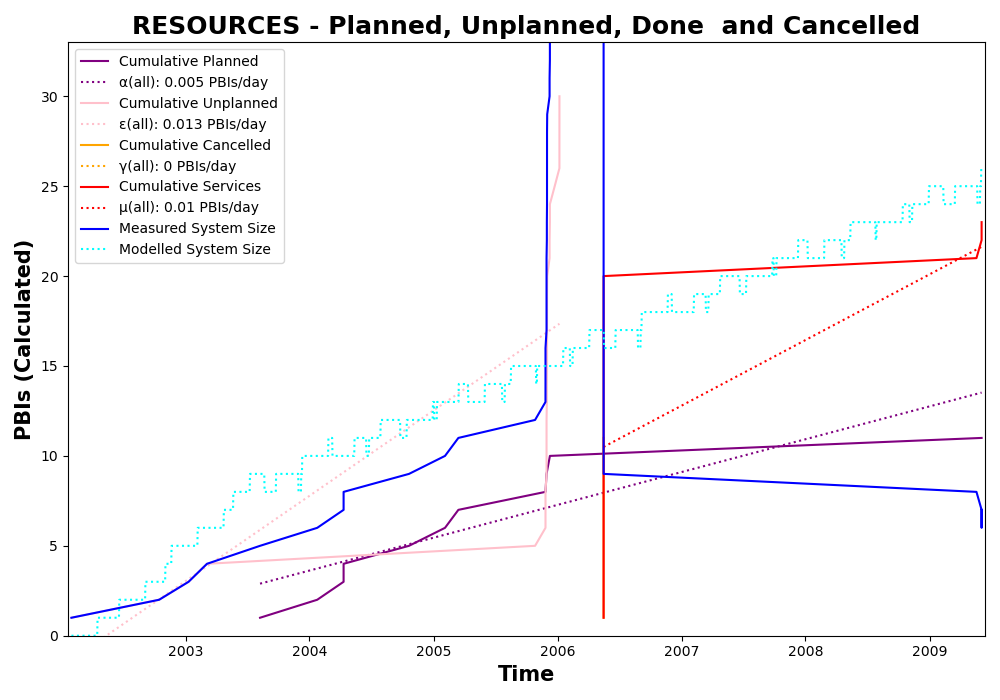 RESOURCES - Planned, Unplanned, Done  and Cancelled
Cumulative Planned
α(all): 0.005 PBIs/day
Cumulative Unplanned
ε(all): 0.013 PBIs/day
Cumulative Cancelled
γ(all): 0 PBIs/day
Cumulative Services
μ(all): 0.01 PBIs/day
Measured System Size
Modelled System Size
PBIs (Calculated)
30
25
20
15
10
5
0
2003 2004 2005 2006 2007 2008 2009
Time